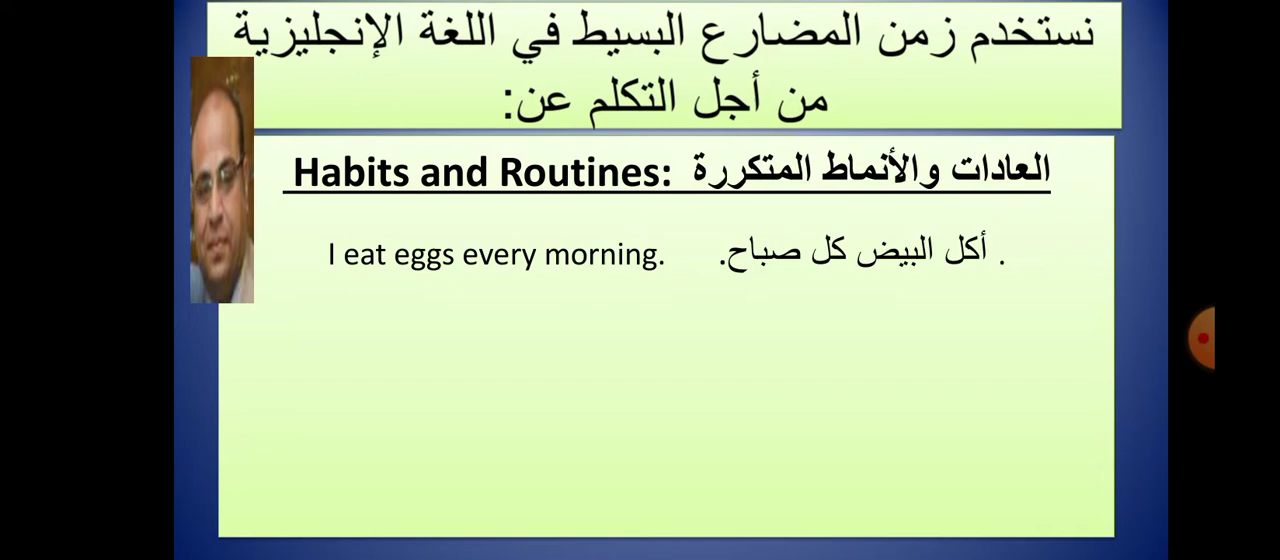 نستخدم زمن المضارع البسيط في اللغة الإنجليزية
من أجل التكلم عن:
Habits and Routines: العادات والأنماط المتكررة
I eat eggs every morning. . أكل البيض كل صباح.